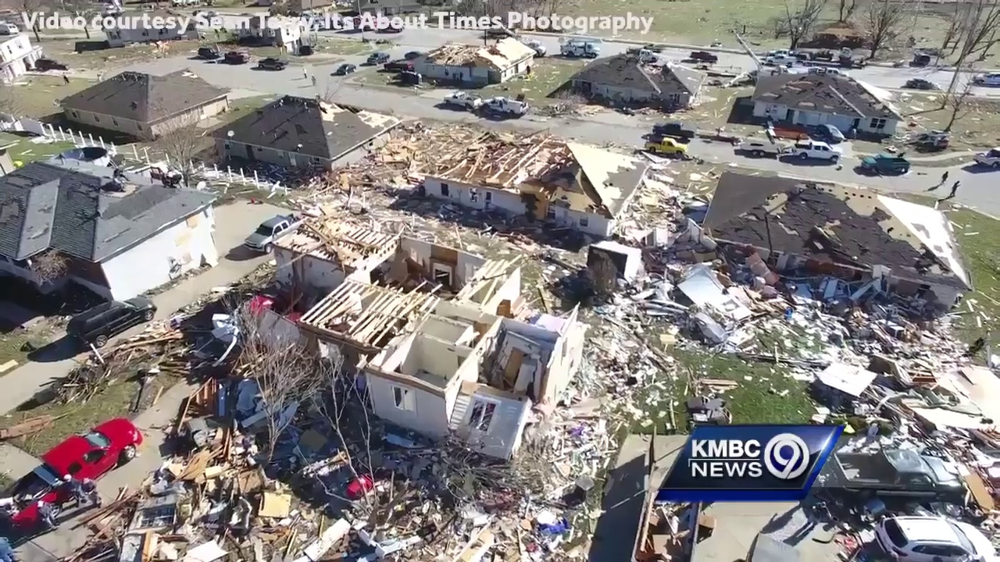 Video courtesy Sean Terry, Its About Times Photography
KMBC 9
NEWS